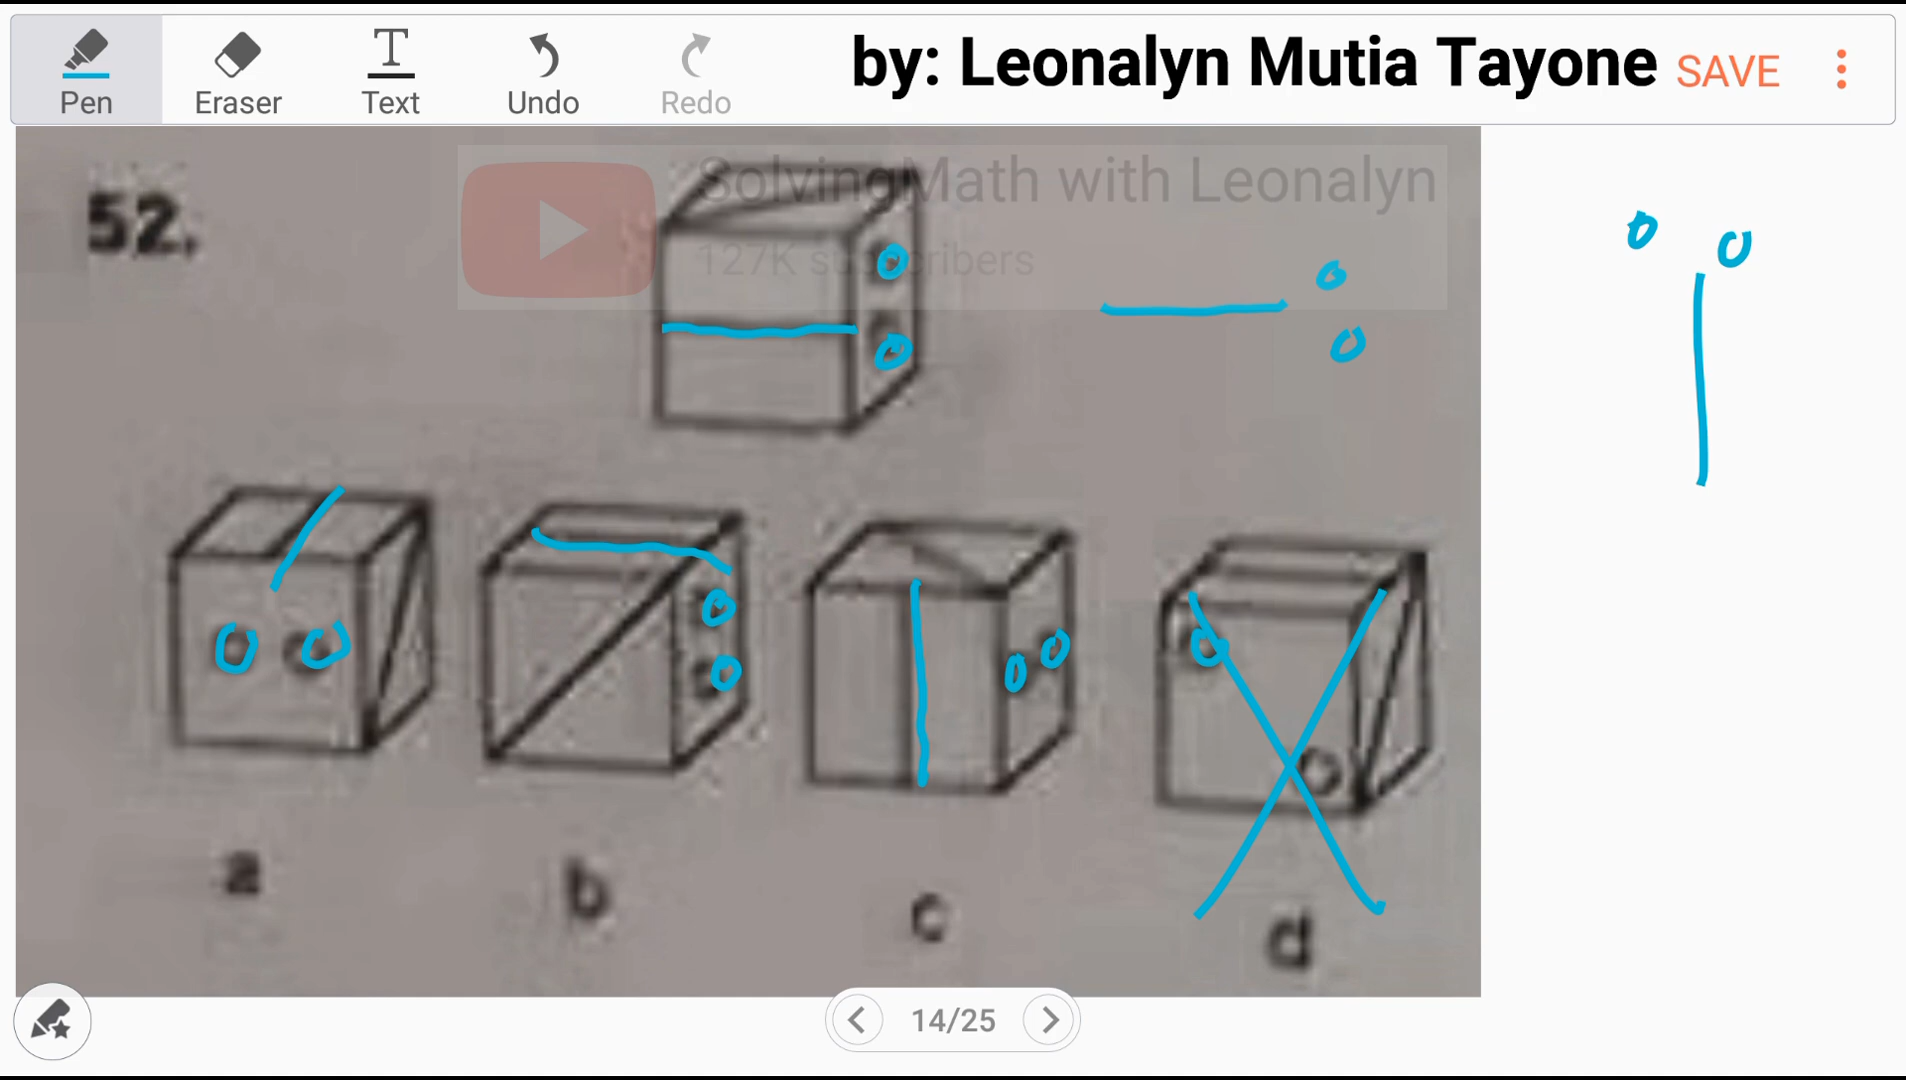 Pen
Eraser
Text
Undo
Redo
by: Leonalyn Mutia Tayone
SAVE
52.
Solving Math with Leonalyn
127K subscribers
a
b
c
d
14/25